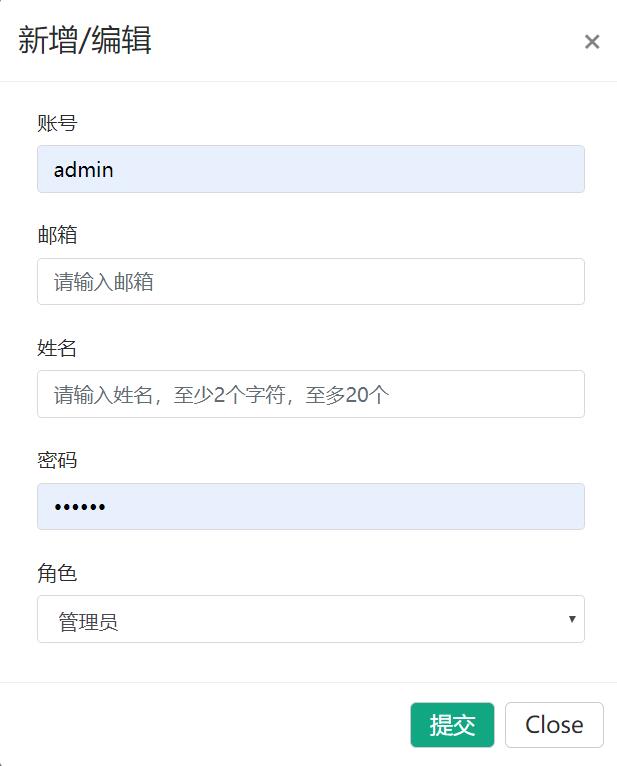 新增/编辑
×
账号
admin
邮箱
请输入邮箱
姓名
请输入姓名，至少2个字符，至多20个
密码
••••••
角色
管理员
提交 Close